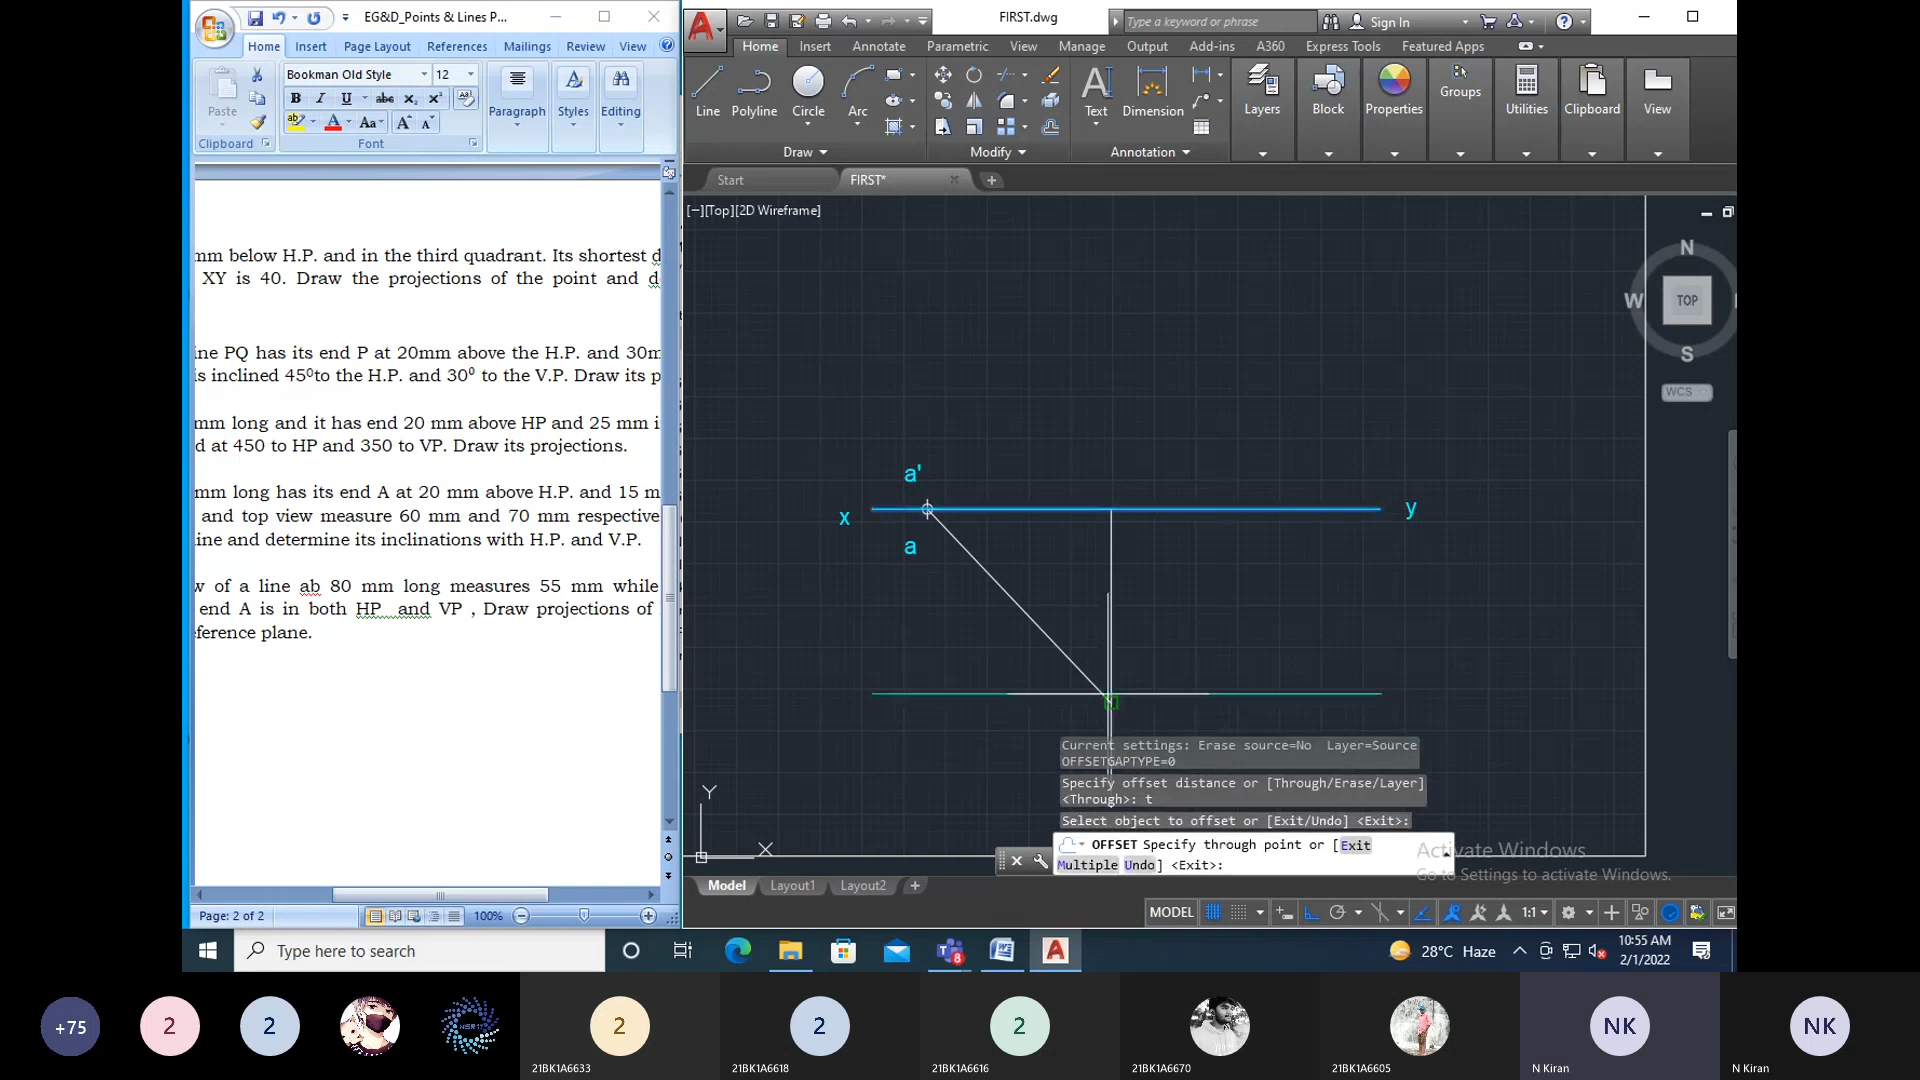 EG&D_Points & Lines P...
Home Insert Page Layout References Mailings Review View
Paste
Bookman Old Style 12
B I U abc X₂ X²
ab A Aa A A
Clipboard Font
Paragraph Styles Editing
mm below H.P. and in the third quadrant. Its shortest d
XY is 40. Draw the projections of the point and d
ine PQ has its end P at 20mm above the H.P. and 30m
is inclined 45⁰to the H.P. and 30⁰ to the V.P. Draw its p
mm long and it has end 20 mm above HP and 25 mm i
d at 450 to HP and 350 to VP. Draw its projections.
mm long has its end A at 20 mm above H.P. and 15 m
and top view measure 60 mm and 70 mm respective
ine and determine its inclinations with H.P. and V.P.
w of a line ab 80 mm long measures 55 mm while
end A is in both HP and VP , Draw projections of
ference plane.
Page: 2 of 2 100%
FIRST.dwg
Type a keyword or phrase
Sign In
Home Insert Annotate Parametric View Manage Output Add-ins A360 Express Tools Featured Apps
Line Polyline Circle Arc
Text Dimension
Layers Block Properties Groups Utilities Clipboard View
Draw Modify Annotation
Start FIRST*
[−][Top][2D Wireframe]
N
W TOP
S
WCS
a'
x y
a
Current settings: Erase source=No Layer=Source
OFFSETGAPTYPE=0
Specify offset distance or [Through/Erase/Layer]
<Through>: t
Select object to offset or [Exit/Undo] <Exit>:
OFFSET Specify through point or [Exit
Multiple Undo] <Exit>:
Y
X
Activate Windows
Go to Settings to activate Windows.
Model Layout1 Layout2
MODEL 1:1
Type here to search
8
28°C Haze
10:55 AM
2/1/2022
+75 2 2 NSR 2 2 2 NK NK
21BK1A6633 21BK1A6618 21BK1A6616 21BK1A6670 21BK1A6605 N Kiran N Kiran